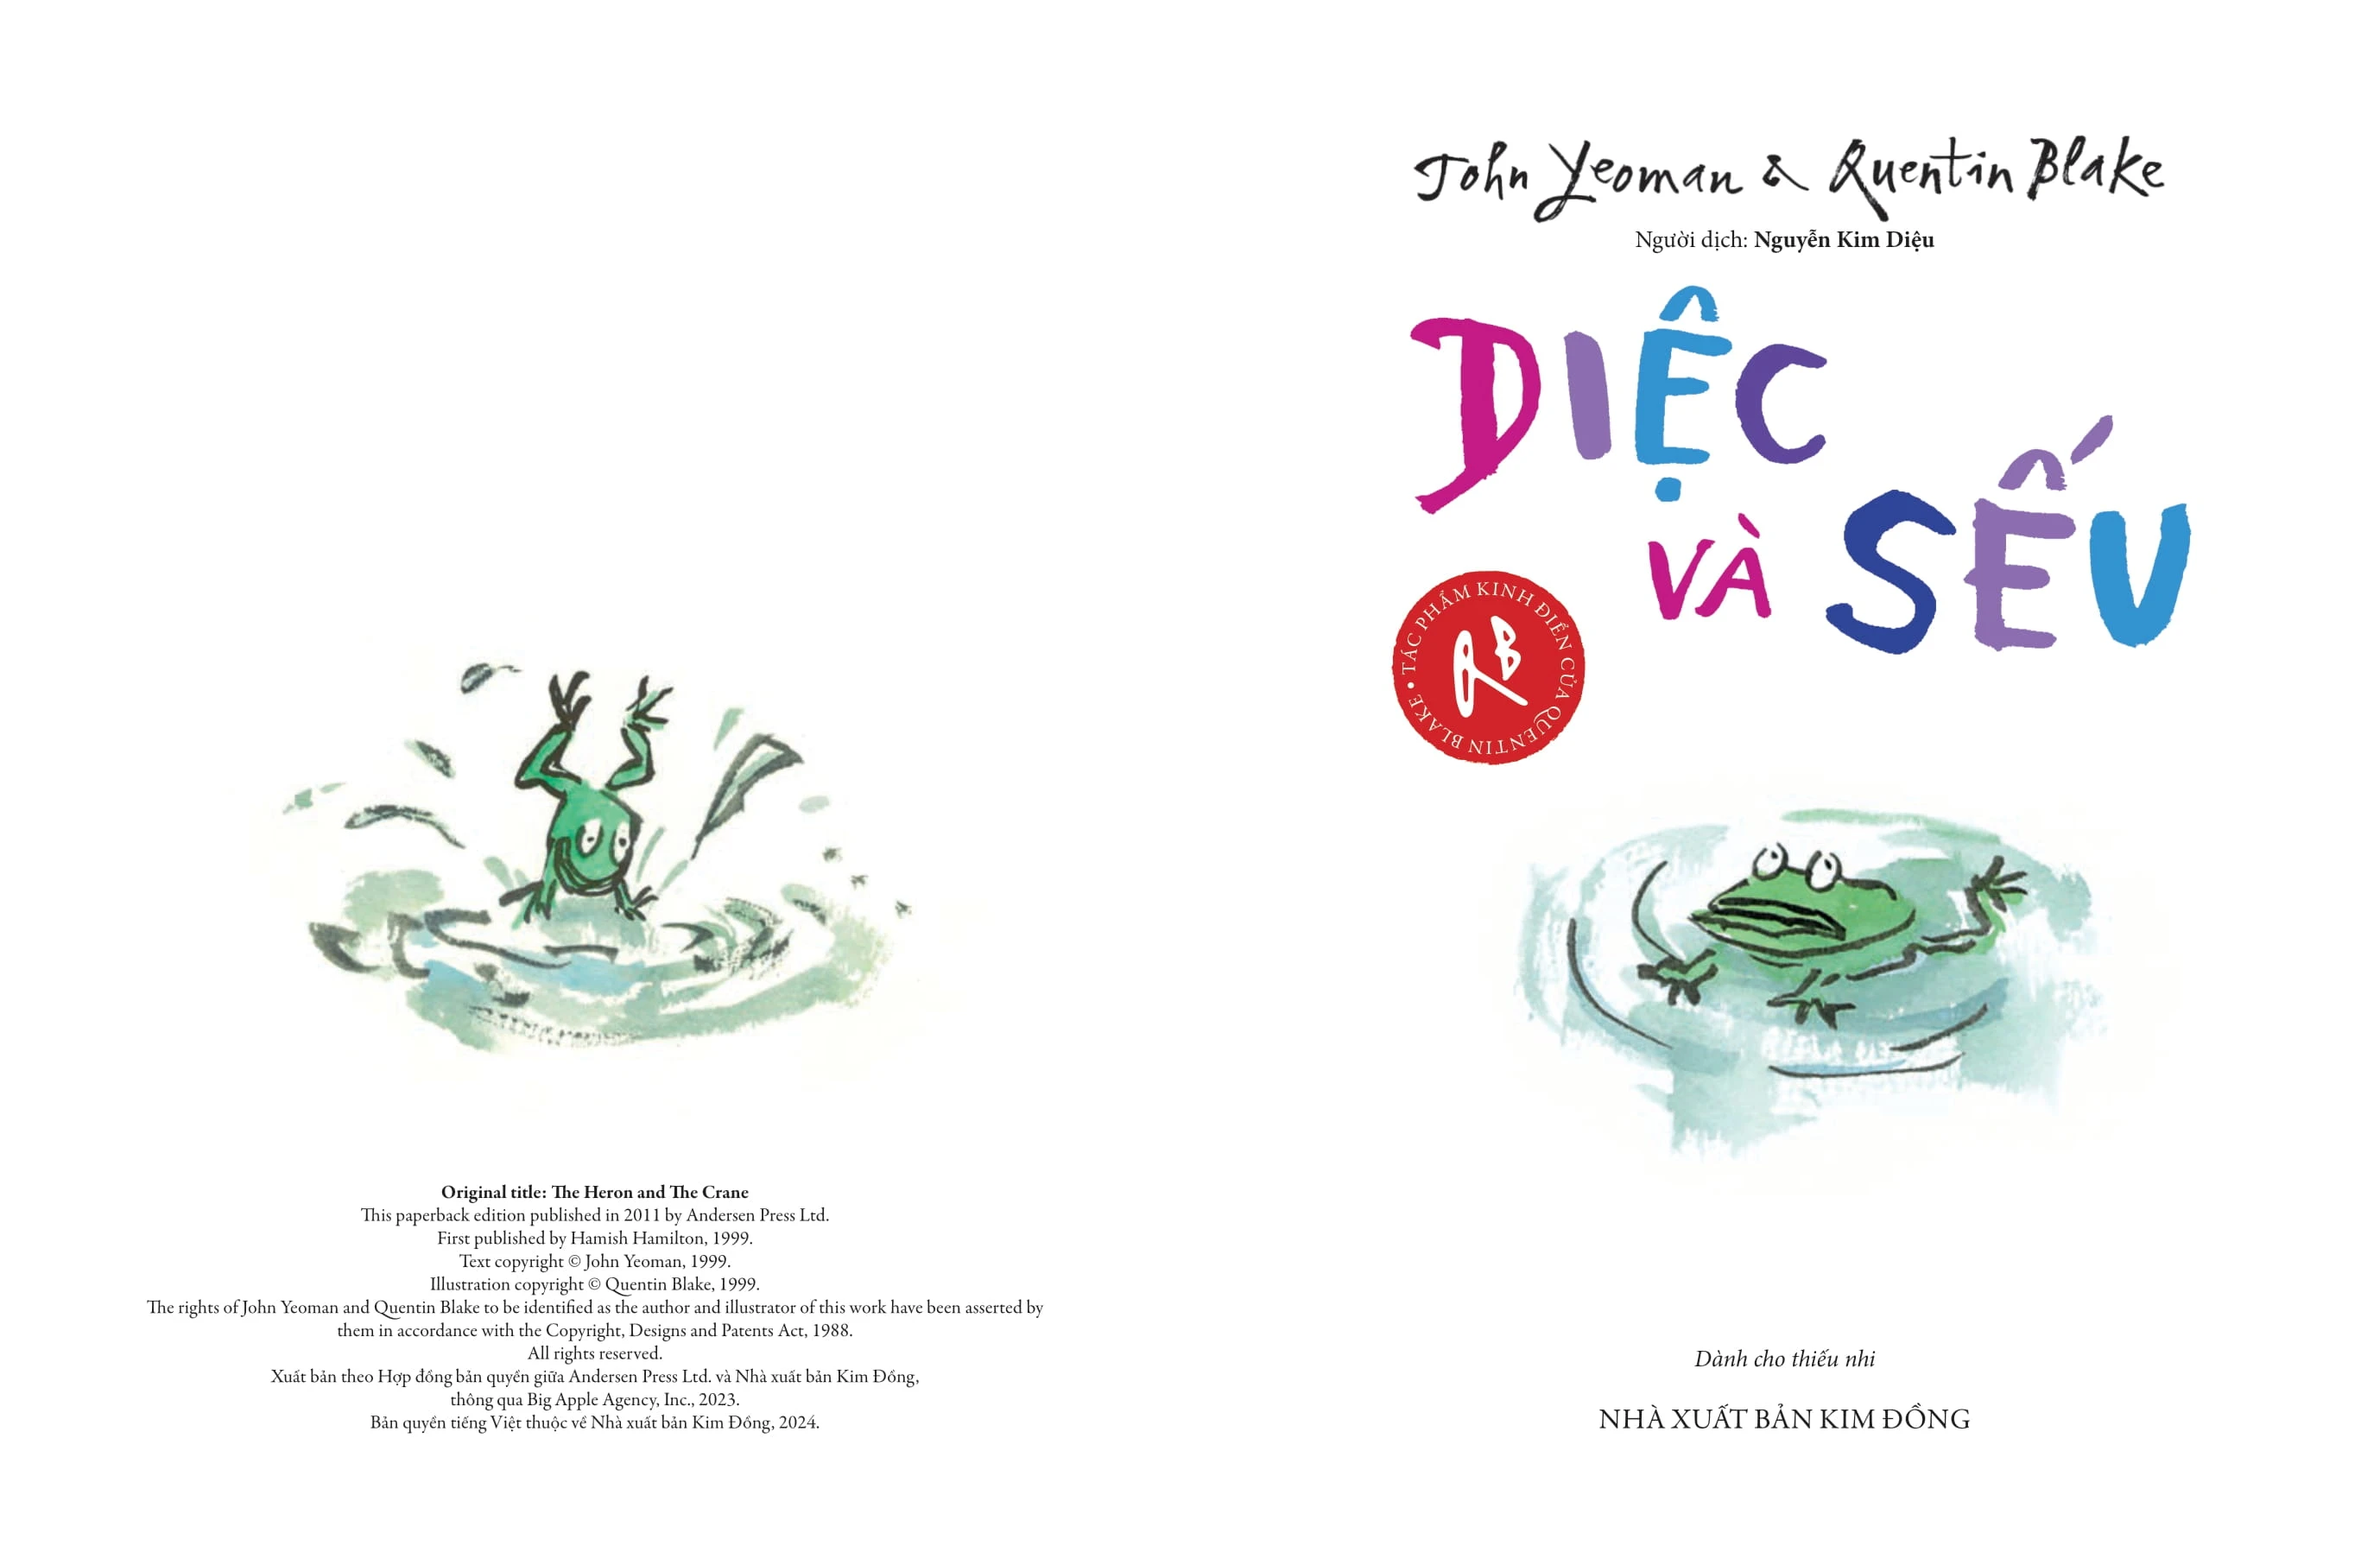 Original title: The Heron and The Crane
This paperback edition published in 2011 by Andersen Press Ltd.
First published by Hamish Hamilton, 1999.
Text copyright © John Yeoman, 1999.
Illustration copyright © Quentin Blake, 1999.
The rights of John Yeoman and Quentin Blake to be identified as the author and illustrator of this work have been asserted by
them in accordance with the Copyright, Designs and Patents Act, 1988.
All rights reserved.
Xuất bản theo Hợp đồng bản quyền giữa Andersen Press Ltd. và Nhà xuất bản Kim Đồng,
thông qua Big Apple Agency, Inc., 2023.
Bản quyền tiếng Việt thuộc về Nhà xuất bản Kim Đồng, 2024.
John Yeoman & Quentin Blake
Người dịch: Nguyễn Kim Diệu
DIỆC
VÀ SẾU
TÁC PHẨM KINH ĐIỂN CỦA QUENTIN BLAKE •
QB
Dành cho thiếu nhi
NHÀ XUẤT BẢN KIM ĐỒNG